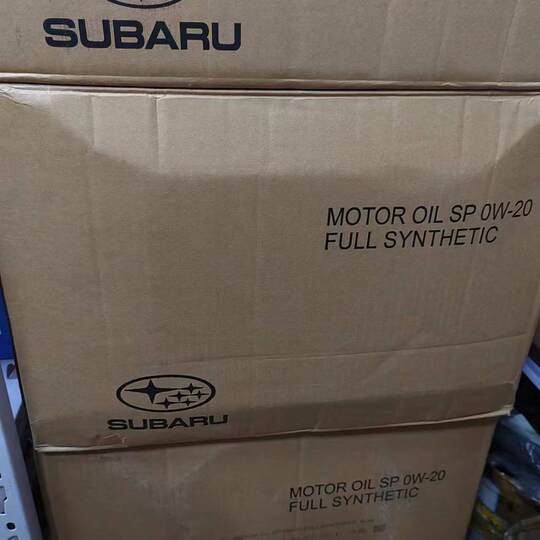 SUBARU
MOTOR OIL SP 0W-20
FULL SYNTHETIC
SUBARU
MOTOR OIL SP 0W-20
FULL SYNTHETIC